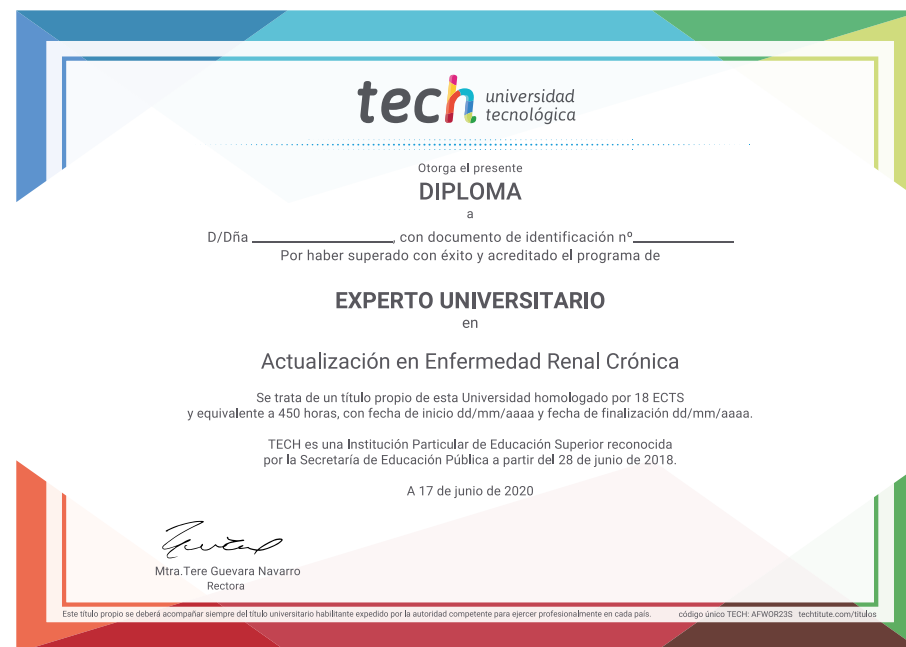 tech universidad
tecnológica
Otorga el presente
DIPLOMA
a
D/Dña ____________________, con documento de identificación nº______________
Por haber superado con éxito y acreditado el programa de
EXPERTO UNIVERSITARIO
en
Actualización en Enfermedad Renal Crónica
Se trata de un título propio de esta Universidad homologado por 18 ECTS
y equivalente a 450 horas, con fecha de inicio dd/mm/aaaa y fecha de finalización dd/mm/aaaa.
TECH es una Institución Particular de Educación Superior reconocida
por la Secretaría de Educación Pública a partir del 28 de junio de 2018.
A 17 de junio de 2020
Mtra.Tere Guevara Navarro
Rectora
Este título propio se deberá acompañar siempre del título universitario habilitante expedido por la autoridad competente para ejercer profesionalmente en cada país. código único TECH: AFWOR23S techtitute.com/titulos